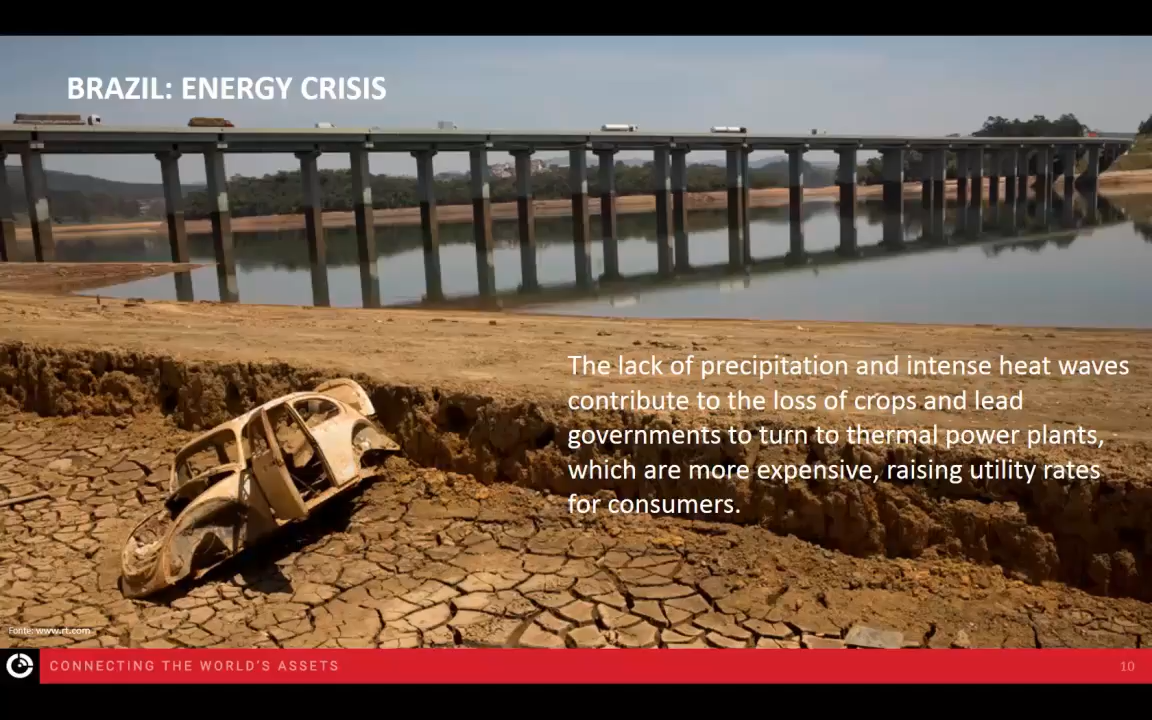 BRAZIL: ENERGY CRISIS
The lack of precipitation and intense heat waves
contribute to the loss of crops and lead
governments to turn to thermal power plants,
which are more expensive, raising utility rates
for consumers.
Fonte: www.rt.com
CONNECTING THE WORLD'S ASSETS
10